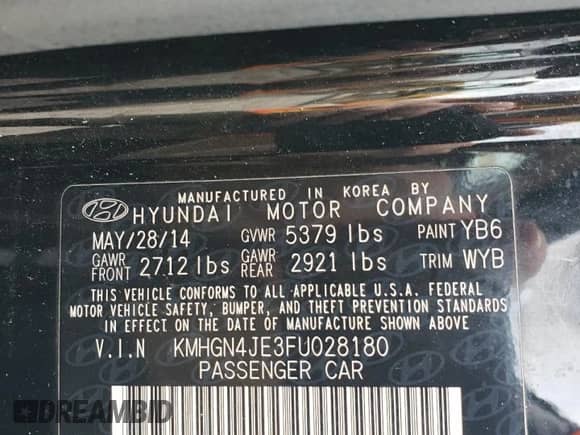 MANUFACTURED IN KOREA BY
HYUNDAI MOTOR COMPANY
MAY/28/14 GVWR 5379 lbs PAINT YB6
GAWR FRONT 2712 lbs GAWR REAR 2921 lbs TRIM WYB
THIS VEHICLE CONFORMS TO ALL APPLICABLE U.S.A. FEDERAL
MOTOR VEHICLE SAFETY, BUMPER, AND THEFT PREVENTION STANDARDS
IN EFFECT ON THE DATE OF MANUFACTURE SHOWN ABOVE.
V.I.N KMHGN4JE3FU028180
PASSENGER CAR
DREAMBID